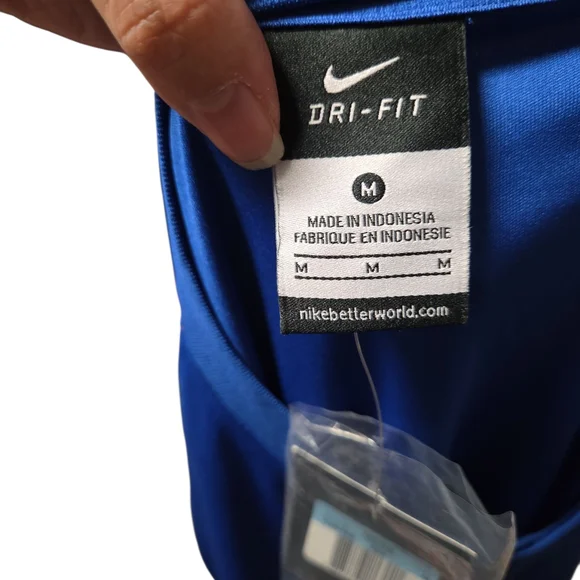 DRI-FIT
M
MADE IN INDONESIA
FABRIQUE EN INDONESIE
M M M
nikebetterworld.com